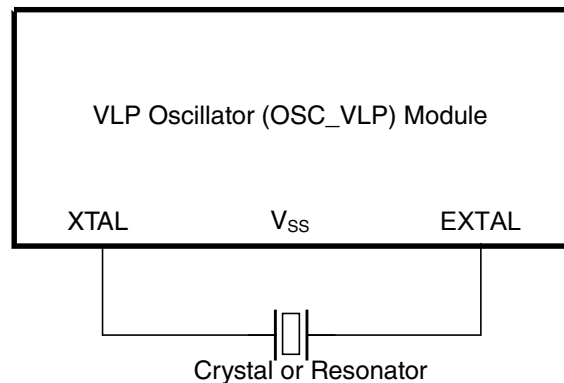 VLP Oscillator (OSC_VLP) Module
XTAL VSS EXTAL
Crystal or Resonator